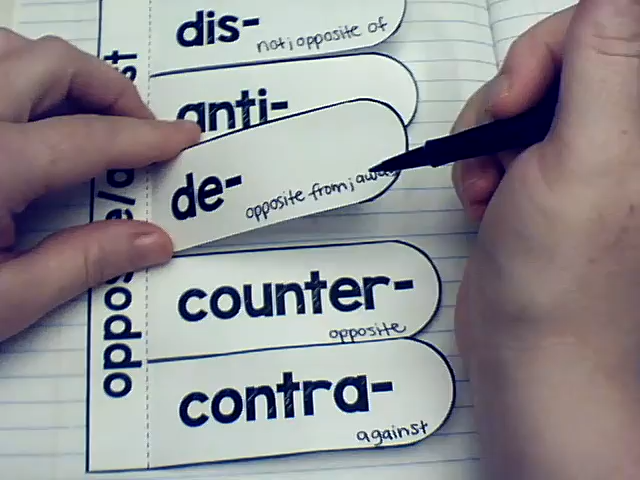 dis-
not; opposite of
anti-
de-
opposite from; away
counter-
opposite
contra-
against